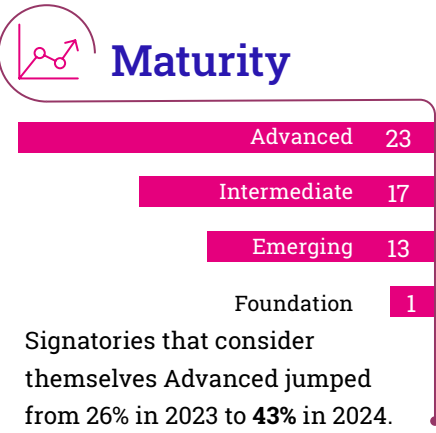 Maturity
Advanced 23
Intermediate 17
Emerging 13
Foundation 1
Signatories that consider
themselves Advanced jumped
from 26% in 2023 to 43% in 2024.